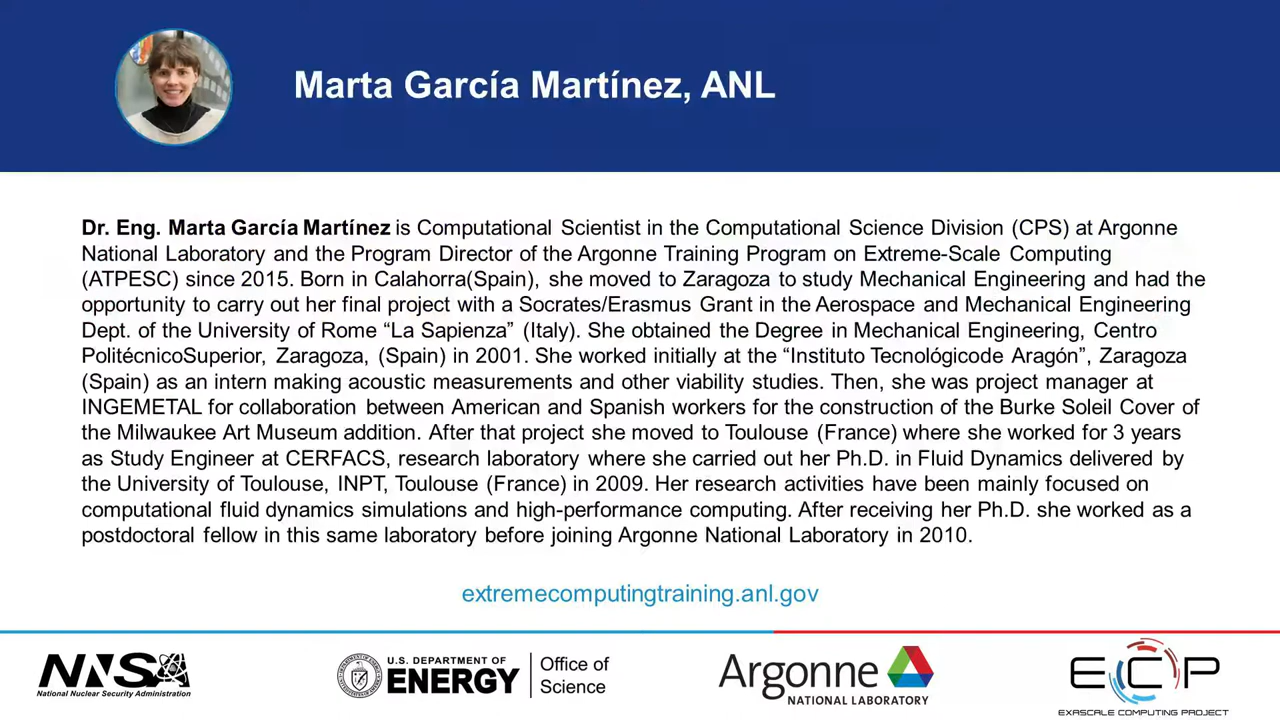 Marta García Martínez, ANL
Dr. Eng. Marta García Martínez is Computational Scientist in the Computational Science Division (CPS) at Argonne
National Laboratory and the Program Director of the Argonne Training Program on Extreme-Scale Computing
(ATPESC) since 2015. Born in Calahorra(Spain), she moved to Zaragoza to study Mechanical Engineering and had the
opportunity to carry out her final project with a Socrates/Erasmus Grant in the Aerospace and Mechanical Engineering
Dept. of the University of Rome “La Sapienza” (Italy). She obtained the Degree in Mechanical Engineering, Centro
PolitécnicoSuperior, Zaragoza, (Spain) in 2001. She worked initially at the “Instituto Tecnológicode Aragón”, Zaragoza
(Spain) as an intern making acoustic measurements and other viability studies. Then, she was project manager at
INGEMETAL for collaboration between American and Spanish workers for the construction of the Burke Soleil Cover of
the Milwaukee Art Museum addition. After that project she moved to Toulouse (France) where she worked for 3 years
as Study Engineer at CERFACS, research laboratory where she carried out her Ph.D. in Fluid Dynamics delivered by
the University of Toulouse, INPT, Toulouse (France) in 2009. Her research activities have been mainly focused on
computational fluid dynamics simulations and high-performance computing. After receiving her Ph.D. she worked as a
postdoctoral fellow in this same laboratory before joining Argonne National Laboratory in 2010.
extremecomputingtraining.anl.gov
NNSA
National Nuclear Security Administration
U.S. DEPARTMENT OF
ENERGY
Office of
Science
Argonne
NATIONAL LABORATORY
ECP
EXASCALE COMPUTING PROJECT